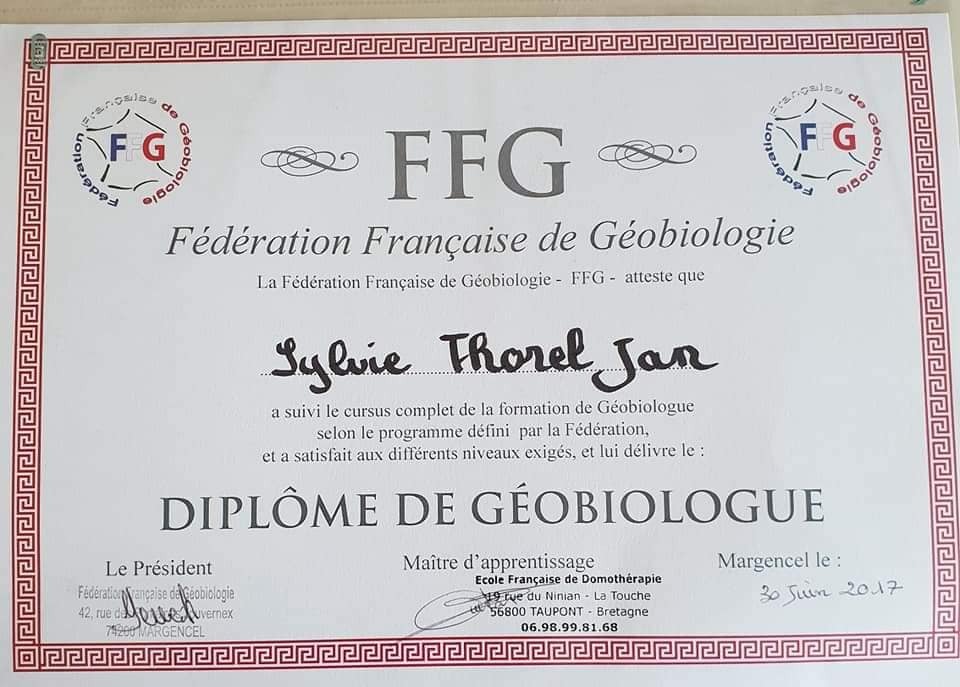 Fédération Française de Géobiologie
FFG
Fédération Française de Géobiologie
FFG
FFG
Fédération Française de Géobiologie
La Fédération Française de Géobiologie - FFG - atteste que
Sylvie Thorel Jan
a suivi le cursus complet de la formation de Géobiologue
selon le programme défini par la Fédération,
et a satisfait aux différents niveaux exigés, et lui délivre le :
DIPLÔME DE GÉOBIOLOGUE
Le Président
Maître d'apprentissage
Margencel le :
Fédération Française de Géobiologie
42, rue
74200 MARGENCEL
Ecole Française de Domothérapie
19 rue du Ninian - La Touche
56800 TAUPONT - Bretagne
06.98.99.81.68
30 Juin 2017